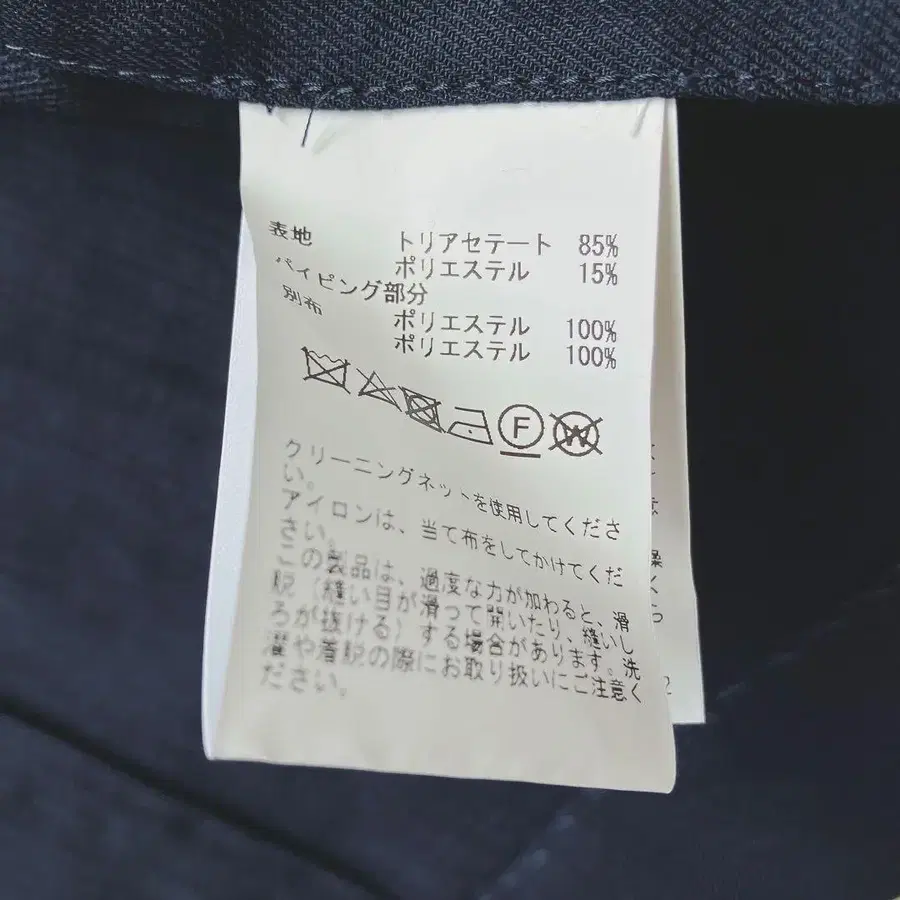 表地 トリアセテート 85%
ポリエステル 15%
パイピング部分
別布 ポリエステル 100%
ポリエステル 100%
F
W
クリーニングネットを使用してくださ
い。
アイロンは、当て布をしてかけてくだ
さい。
この製品は、過度な力が加わると、滑
脱(縫い目が滑って開いたり、縫いし
ろが抜ける)する場合があります。洗
濯や着脱の際にお取り扱いにご注意く
ださい。
2